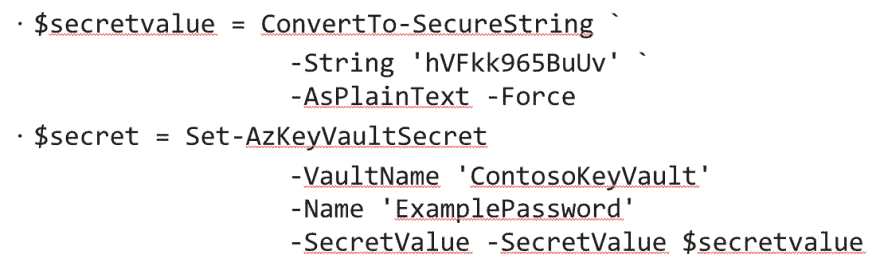 · $secretvalue = ConvertTo-SecureString `
-String 'hVFkk965BuUv' `
-AsPlainText -Force
· $secret = Set-AzKeyVaultSecret
-VaultName 'ContosoKeyVault'
-Name 'ExamplePassword'
-SecretValue -SecretValue $secretvalue